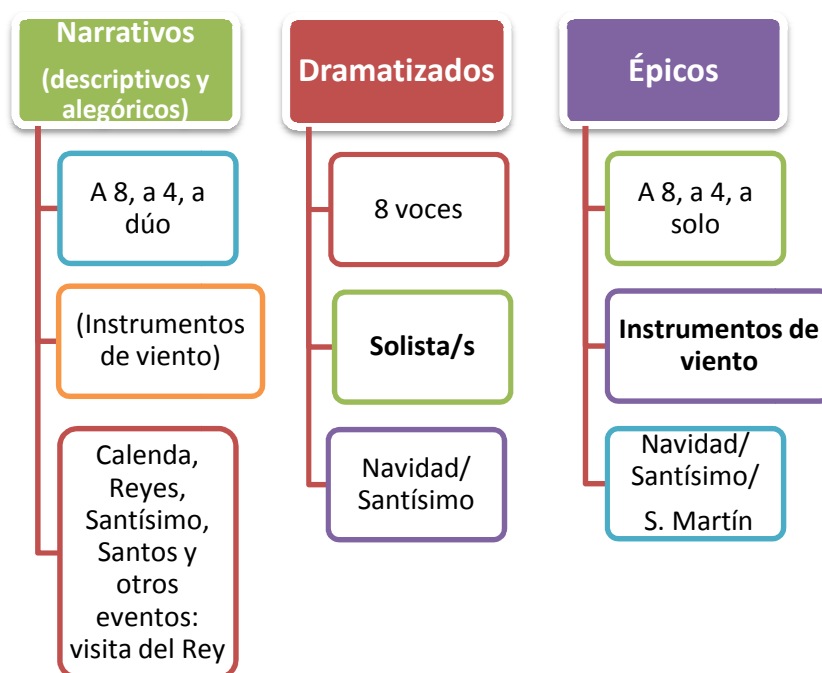 Narrativos
(descriptivos y
alegóricos)
A 8, a 4, a
dúo
(Instrumentos
de viento)
Calenda,
Reyes,
Santísimo,
Santos y
otros
eventos:
visita del Rey
Dramatizados
8 voces
Solista/s
Navidad/
Santísimo
Épicos
A 8, a 4, a
solo
Instrumentos de
viento
Navidad/
Santísimo/
S. Martín